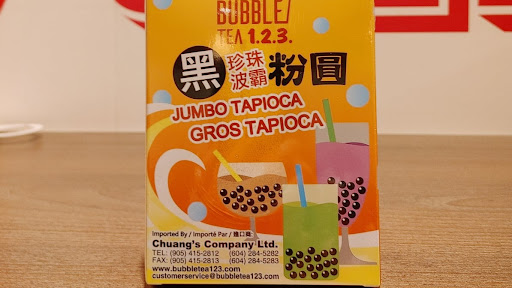 BUBBLE
TEA 1.2.3.
黑 珍珠 粉圓
波霸
JUMBO TAPIOCA
GROS TAPIOCA
Imported By / Importé Par / 進口商:
Chuang's Company Ltd.
TEL: (905) 415-2812 (604) 284-5282
FAX: (905) 415-2813 (604) 284-5283
www.bubbletea123.com
customerservice@bubbletea123.com